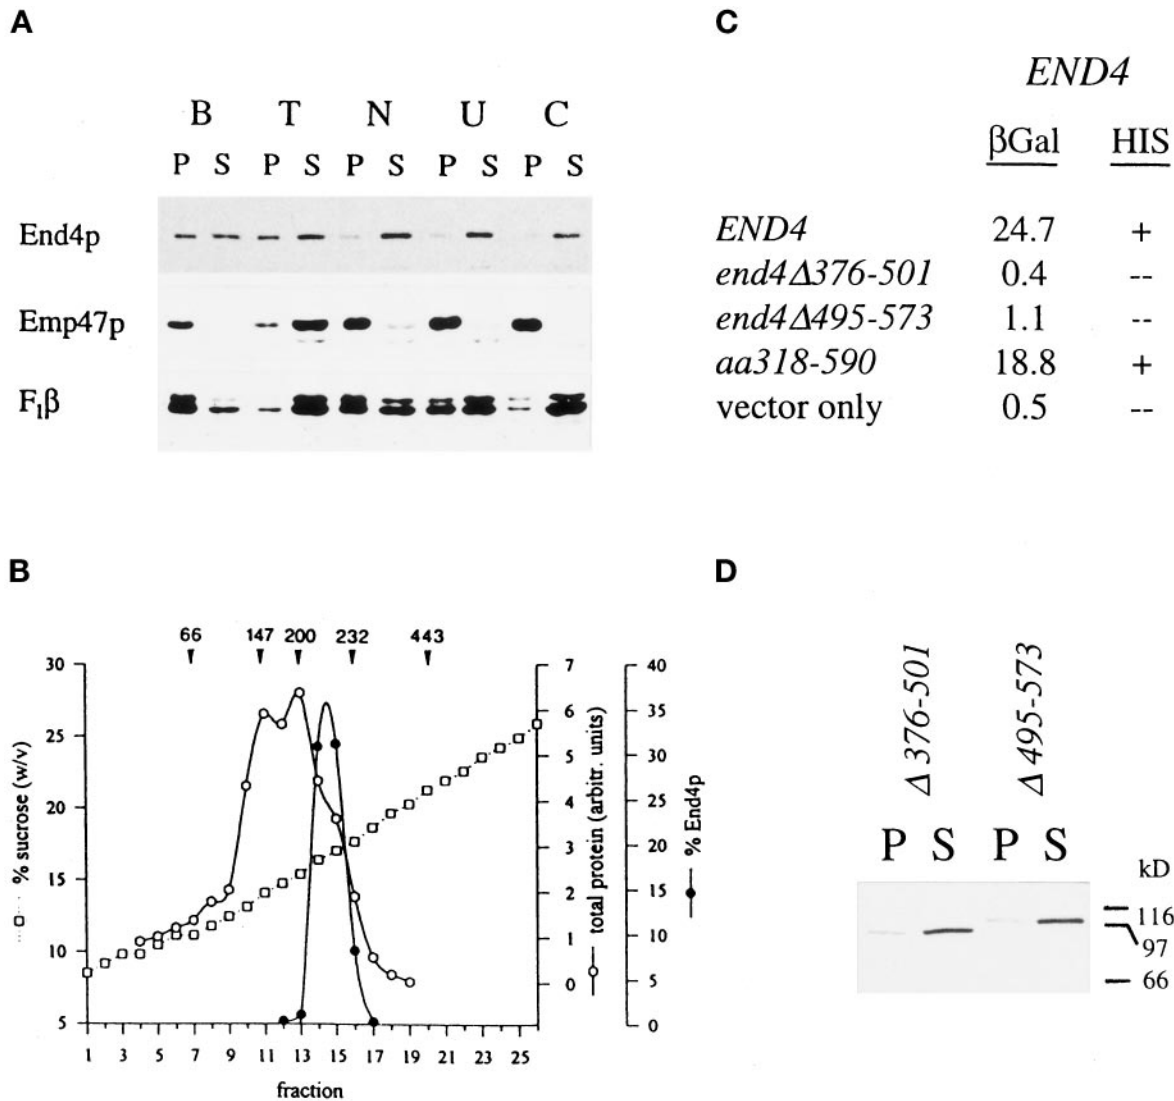 A
B T N U C
P S P S P S P S P S
End4p
Emp47p
F₁β
C
END4
βGal HIS
END4 24.7 +
end4Δ376-501 0.4 --
end4Δ495-573 1.1 --
aa318-590 18.8 +
vector only 0.5 --
B
66 147 200 232 443
30 25 20 15 10 5
% sucrose (w/v)
7 6 5 4 3 2 1 0
total protein (arbitr. units)
40 35 30 25 20 15 10 5 0
% End4p
1 3 5 7 9 11 13 15 17 19 21 23 25
fraction
D
Δ 376-501
Δ 495-573
P S P S
kD
116
97
66